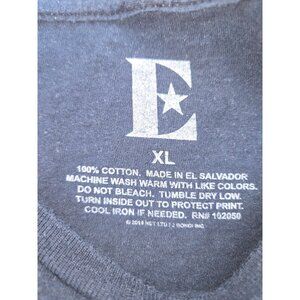 E
XL
100% COTTON. MADE IN EL SALVADOR
MACHINE WASH WARM WITH LIKE COLORS.
DO NOT BLEACH. TUMBLE DRY LOW.
TURN INSIDE OUT TO PROTECT PRINT.
COOL IRON IF NEEDED. RN# 102050
©